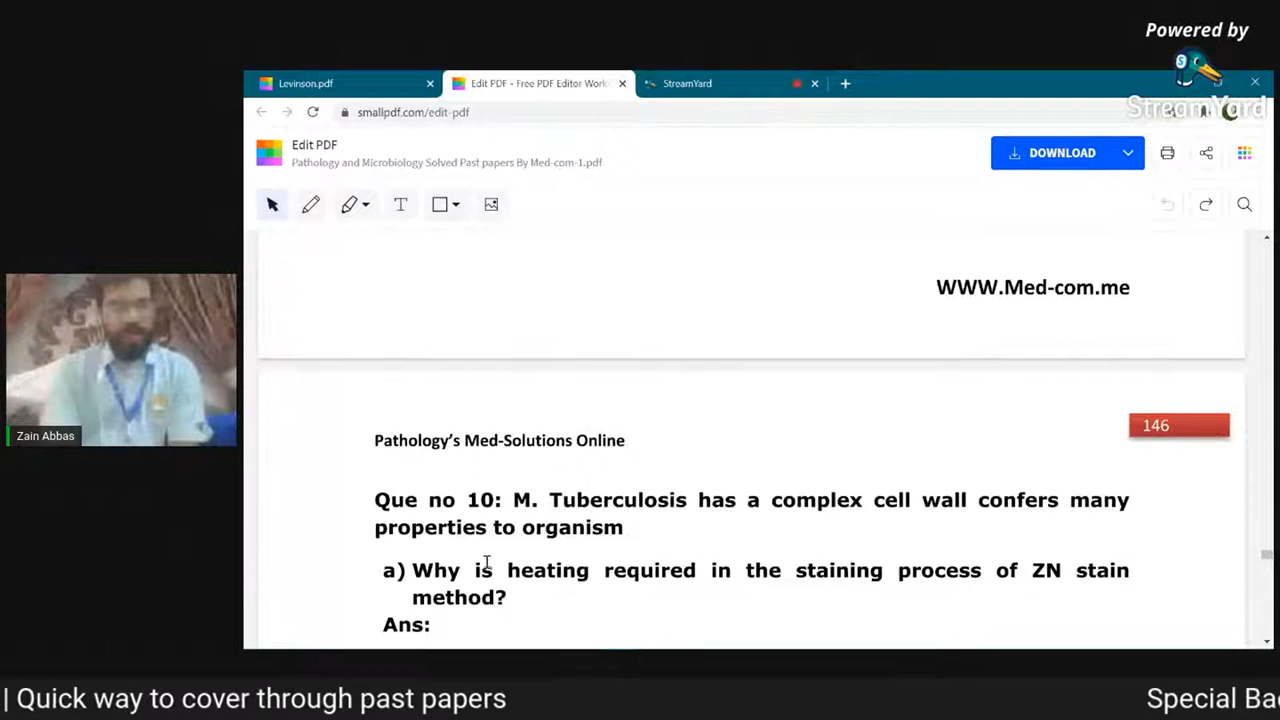 Powered by
StreamYard
Levinson.pdf
Edit PDF - Free PDF Editor Work
StreamYard
smallpdf.com/edit-pdf
Edit PDF
Pathology and Microbiology Solved Past papers By Med-com-1.pdf
DOWNLOAD
T
WWW.Med-com.me
Zain Abbas
Pathology's Med-Solutions Online
146
Que no 10: M. Tuberculosis has a complex cell wall confers many
properties to organism
a) Why is heating required in the staining process of ZN stain
method?
Ans:
| Quick way to cover through past papers
Special Ba